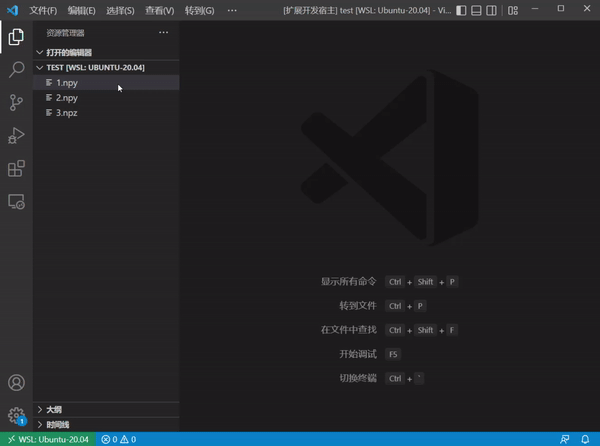 文件(F) 编辑(E) 选择(S) 查看(V) 转到(G) ··· [扩展开发宿主] test [WSL: Ubuntu-20.04] - Vi...
资源管理器 ···
打开的编辑器
TEST [WSL: UBUNTU-20.04]
1.npy
2.npy
3.npz
显示所有命令 Ctrl + Shift + P
转到文件 Ctrl + P
在文件中查找 Ctrl + Shift + F
开始调试 F5
切换终端 Ctrl + `
大纲
时间线
1
WSL: Ubuntu-20.04 0 0